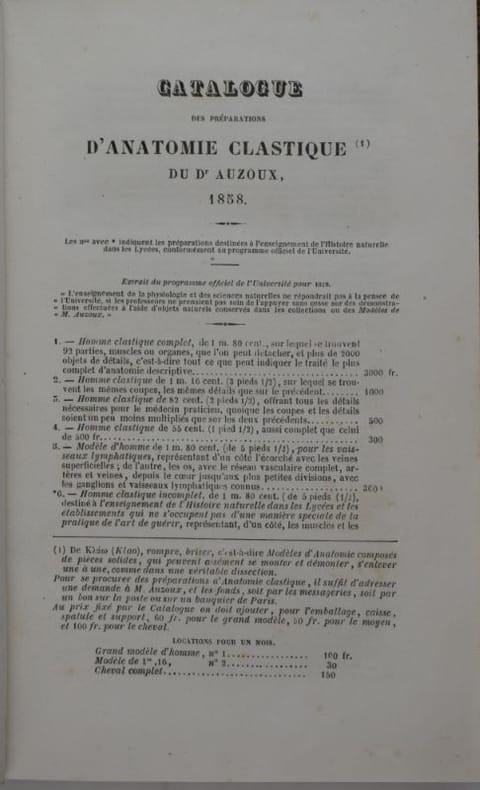 CATALOGUE
DES PRÉPARATIONS
D'ANATOMIE CLASTIQUE (1)
DU Dr AUZOUX,
1858.
Les nos avec * indiquent les préparations destinées à l'enseignement de l'Histoire naturelle
dans les Lycées, conformément au programme officiel de l'Université.
Extrait du programme officiel de l'Université pour
« L'enseignement de la physiologie et des sciences naturelles ne répondrait pas à la pensée de
« l'Université, si les professeurs ne prenaient pas soin de l'appuyer sans cesse sur des démonstra-
« tions effectuées à l'aide d'objets naturels conservés dans les collections ou des Modèles de
« M. Auzoux. »
1. — Homme clastique complet, de 1 m. 80 cent., sur lequel se trouvent
92 parties, muscles ou organes, que l'on peut détacher, et plus de 2000
objets de détails, c'est-à-dire tout ce que peut indiquer le traité le plus
complet d'anatomie descriptive........ 3000 fr.
2. — Homme clastique de 1 m. 16 cent. (3 pieds 1/2), sur lequel se trou-
vent les mêmes coupes, les mêmes détails que sur le précédent........ 1000
3. — Homme clastique de 82 cent. (2 pieds 1/2), offrant tous les détails
nécessaires pour le médecin praticien, quoique les coupes et les détails
soient un peu moins multipliés que sur les deux précédents.......... 500
4. — Homme clastique de 55 cent. (1 pied 1/2), aussi complet que celui
de 500 fr.............................. 300
5. — Modèle d'homme de 1 m. 80 cent. (de 5 pieds 1/2), pour les vais-
seaux lymphatiques, représentant d'un côté l'écorché avec les veines
superficielles ; de l'autre, les os, avec le réseau vasculaire complet, ar-
tères et veines, depuis le cœur jusqu'aux plus petites divisions, avec
les ganglions et vaisseaux lymphatiques connus....................
*6. — Homme clastique incomplet, de 1 m. 80 cent. (de 5 pieds (1/2),
destiné à l'enseignement de l'Histoire naturelle dans les Lycées et les
établissements qui ne s'occupent pas d'une manière spéciale de la
pratique de l'art de guérir, représentant, d'un côté, les muscles et les
(1) De Κλάω (Klao), rompre, briser, c'est-à-dire Modèles d'Anatomie composés
de pièces solides, qui peuvent aisément se monter et démonter, s'enlever
une à une, comme dans une véritable dissection.
Pour se procurer des préparations d'Anatomie clastique, il suffit d'adresser
une demande à M. Auzoux, et les fonds, soit par les messageries, soit par
un bon sur la poste ou sur un banquier de Paris.
Au prix fixé par le Catalogue on doit ajouter, pour l'emballage, caisse,
spatule et support, 60 fr. pour le grand modèle, 50 fr. pour le moyen,
et 100 fr. pour le cheval.
LOCATIONS POUR UN MOIS.
Grand modèle d'homme, n° 1.............. 100 fr.
Modèle de 1m,16, n° 2.............. 30
Cheval complet.......................... 150